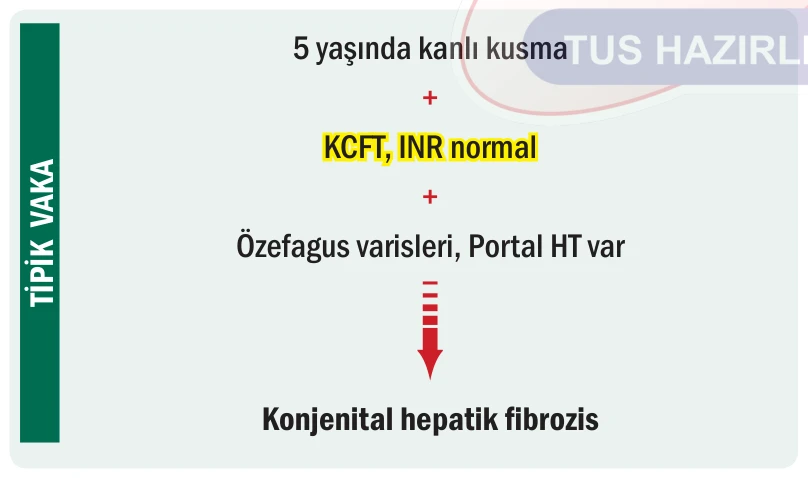 TUS HAZIRL
5 yaşında kanlı kusma
+
KCFT, INR normal
+
Özefagus varisleri, Portal HT var
Konjenital hepatik fibrozis
TİPİK VAKA